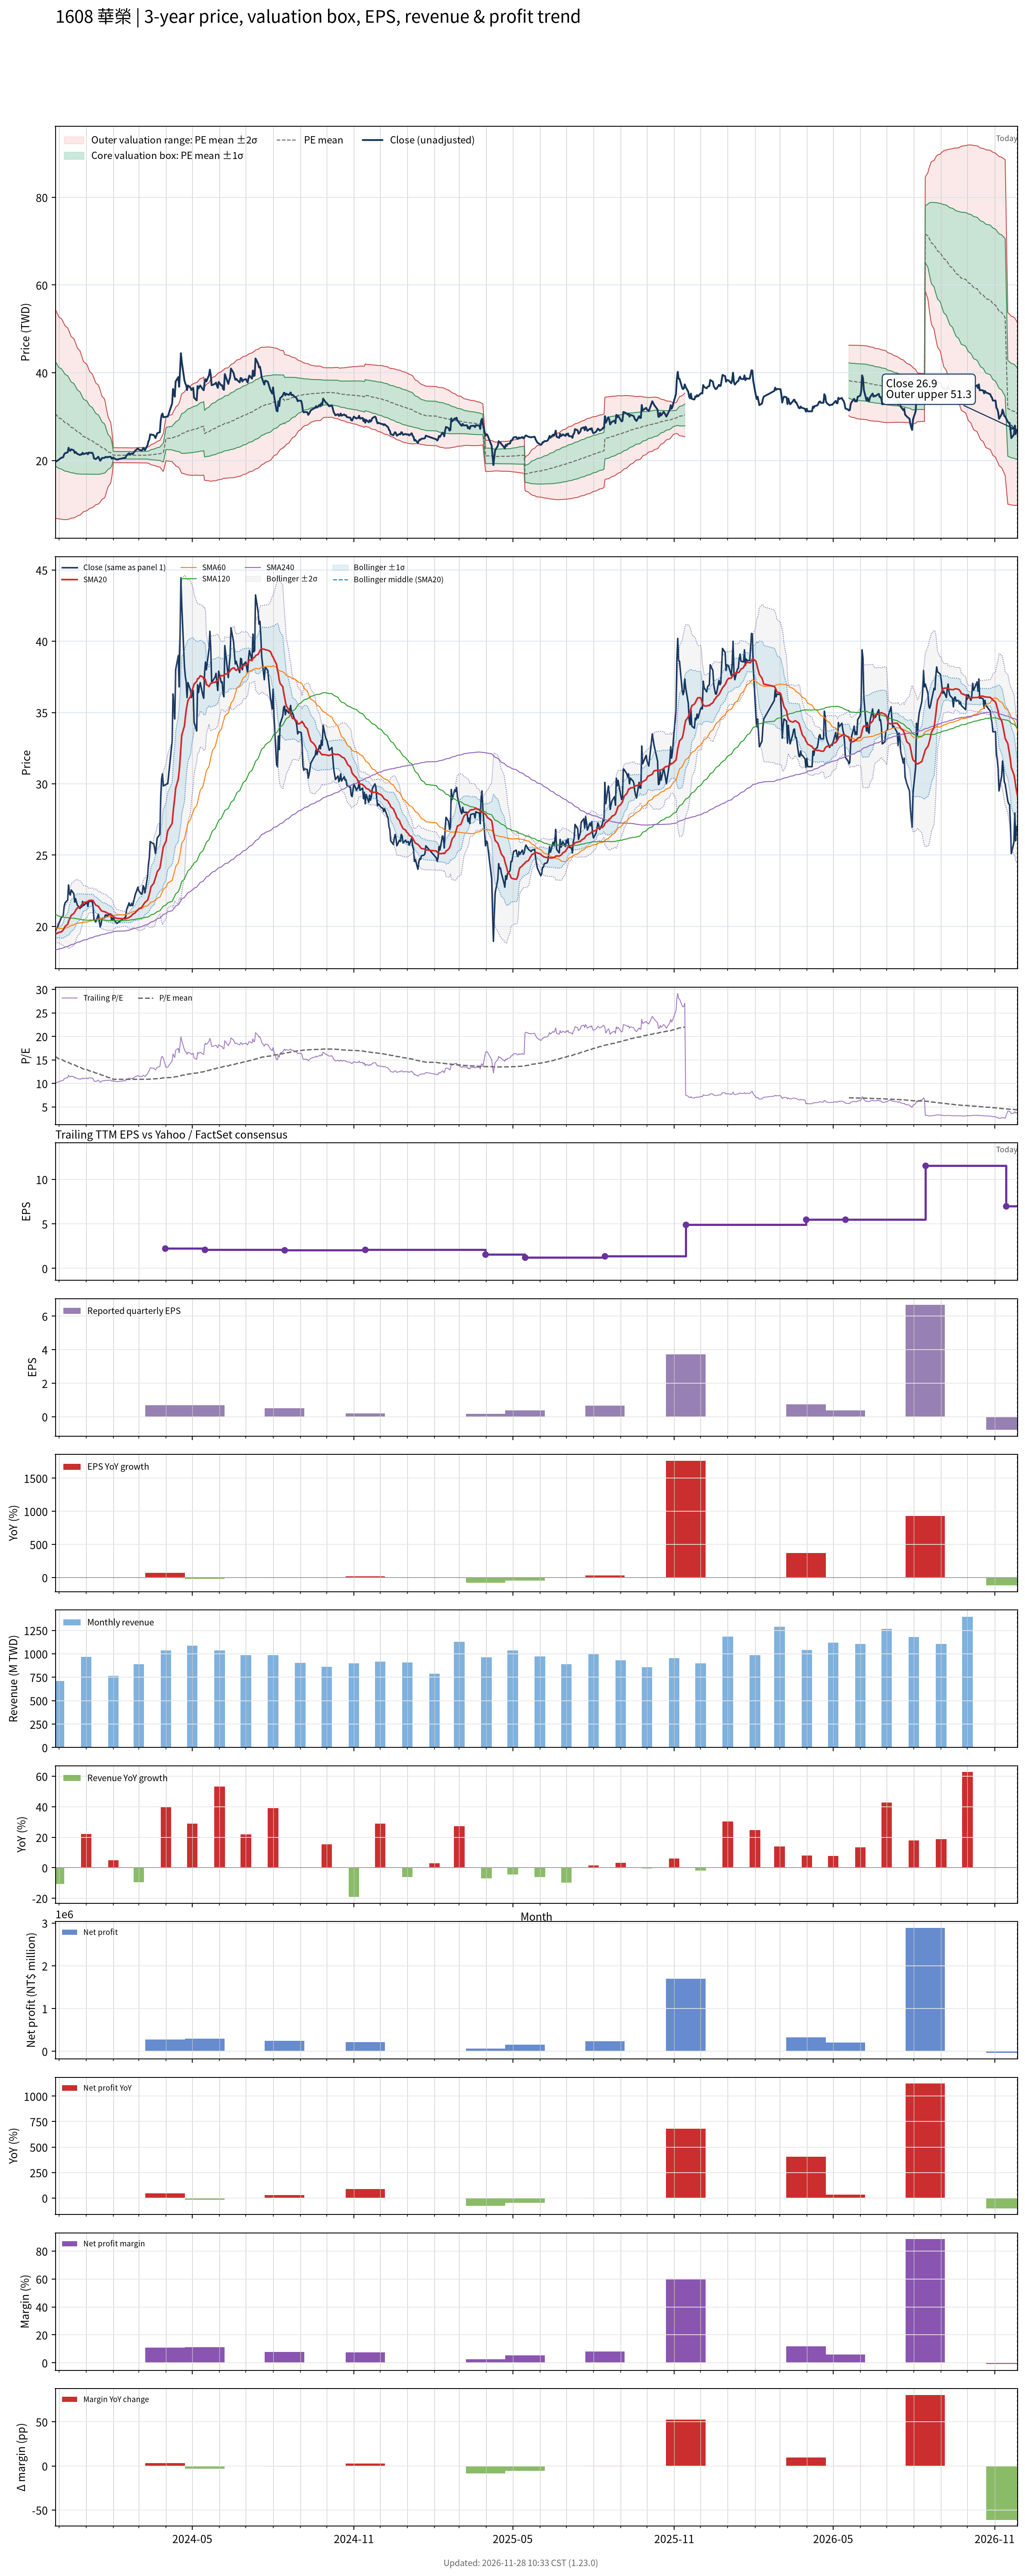 1608 華榮 | 3-year price, valuation box, EPS, revenue & profit trend
Outer valuation range: PE mean ±2σ
PE mean
Close (unadjusted)
Core valuation box: PE mean ±1σ
Today
80
60
40
20
Price (TWD)
Close 26.9
Outer upper 51.3
Close (same as panel 1)
SMA60
SMA240
Bollinger ±1σ
SMA20
SMA120
Bollinger ±2σ
Bollinger middle (SMA20)
45
40
35
30
25
20
Price
Trailing P/E
P/E mean
30
25
20
15
10
5
P/E
Trailing TTM EPS vs Yahoo / FactSet consensus
Today
10
5
0
EPS
Reported quarterly EPS
6
4
2
0
EPS
EPS YoY growth
1500
1000
500
0
YoY (%)
Monthly revenue
1250
1000
750
500
250
0
Revenue (M TWD)
Revenue YoY growth
60
40
20
0
-20
YoY (%)
Month
1e6
Net profit
3
2
1
0
Net profit (NT$ million)
Net profit YoY
1000
750
500
250
0
YoY (%)
Net profit margin
80
60
40
20
0
Margin (%)
Margin YoY change
50
0
-50
Δ margin (pp)
2024-05
2024-11
2025-05
2025-11
2026-05
2026-11
Updated: 2026-11-28 10:33 CST (1.23.0)